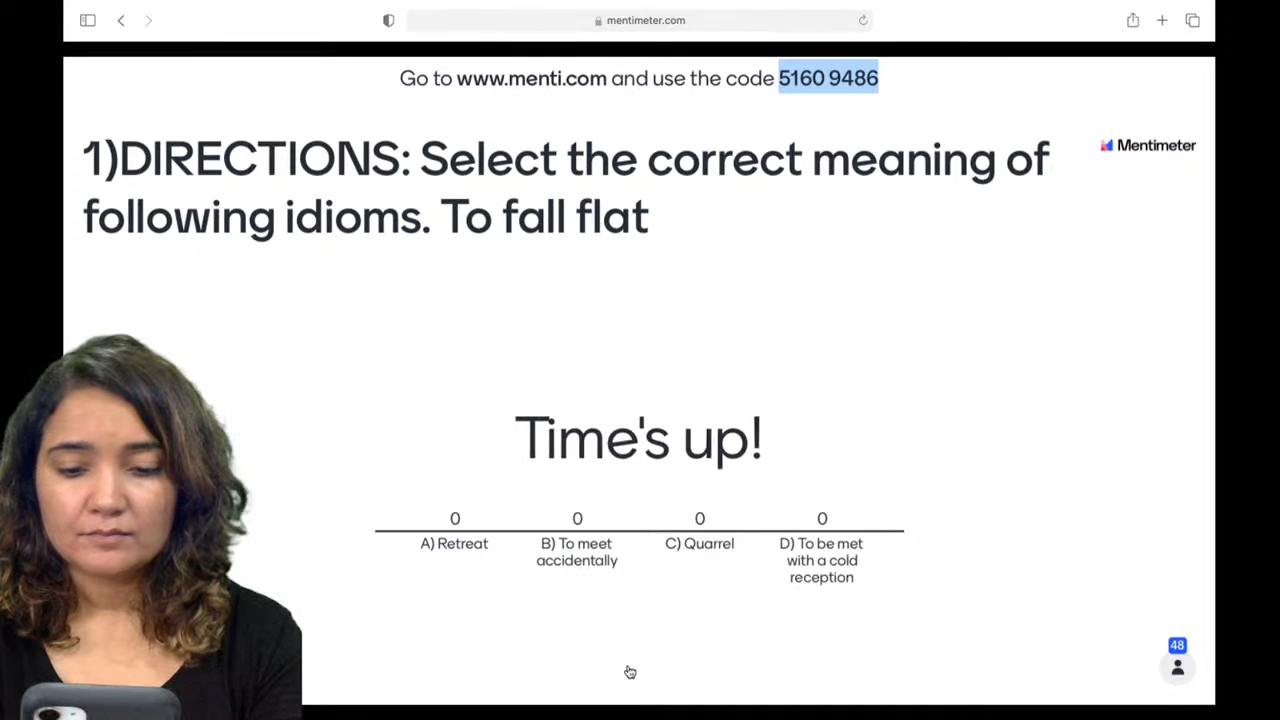 mentimeter.com
Go to www.menti.com and use the code 5160 9486
1)DIRECTIONS: Select the correct meaning of
following idioms. To fall flat
Mentimeter
Time's up!
0 0 0 0
A) Retreat
B) To meet
accidentally
C) Quarrel
D) To be met
with a cold
reception
48